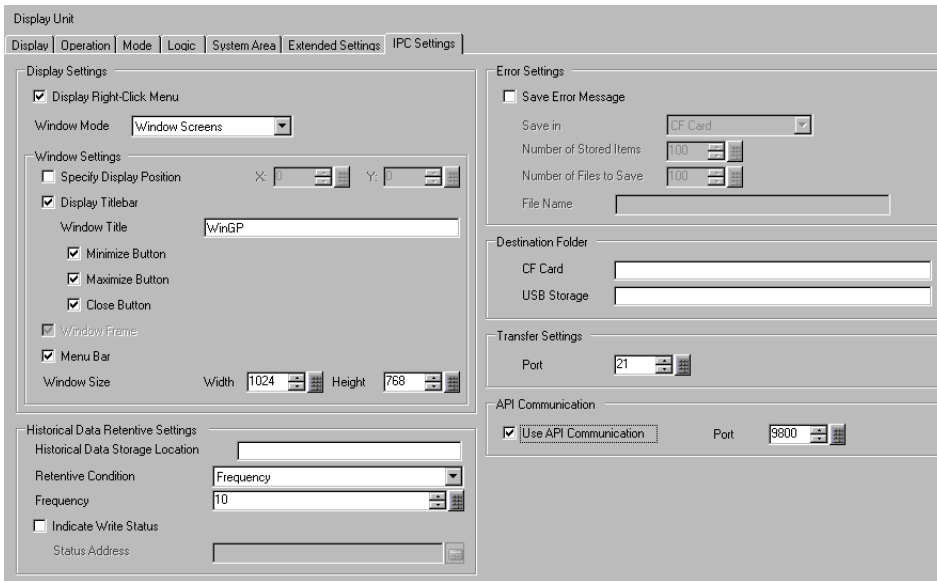 Display Unit
Display Operation Mode Logic System Area Extended Settings IPC Settings
Display Settings
Display Right-Click Menu
Window Mode Window Screens
Window Settings
Specify Display Position X: 0 Y: 0
Display Titlebar
Window Title WinGP
Minimize Button
Maximize Button
Close Button
Window Frame
Menu Bar
Window Size Width 1024 Height 768
Historical Data Retentive Settings
Historical Data Storage Location
Retentive Condition Frequency
Frequency 10
Indicate Write Status
Status Address
Error Settings
Save Error Message
Save in CF Card
Number of Stored Items 100
Number of Files to Save 100
File Name
Destination Folder
CF Card
USB Storage
Transfer Settings
Port 21
API Communication
Use API Communication Port 9800